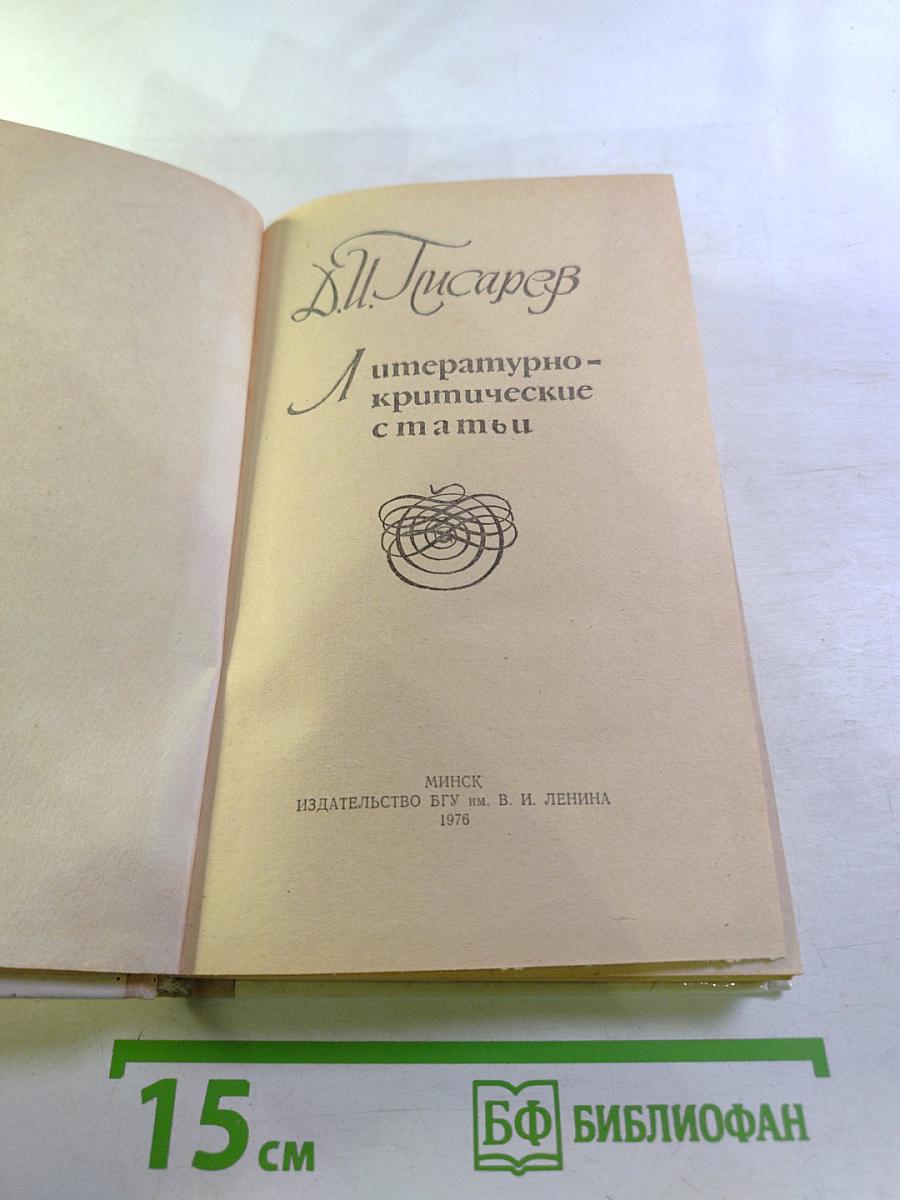 Д.И. Писарев
Литературно-
критические
статьи
МИНСК
ИЗДАТЕЛЬСТВО БГУ им. В. И. ЛЕНИНА
1976
15 см
БФ БИБЛИОФАН